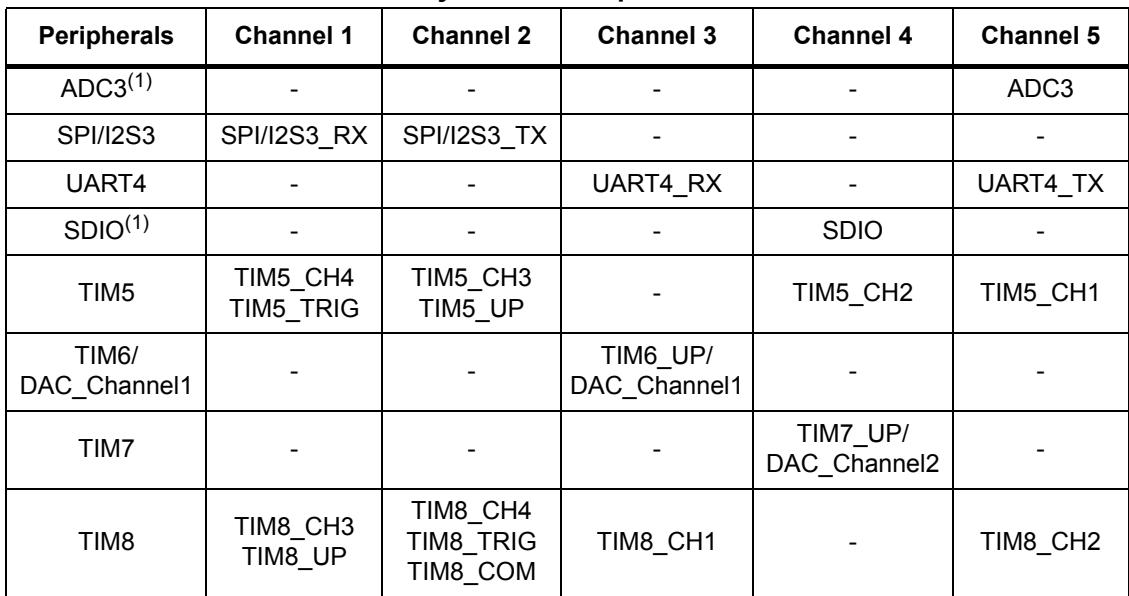 Peripherals Channel 1 Channel 2 Channel 3 Channel 4 Channel 5
ADC3(1) - - - - ADC3
SPI/I2S3 SPI/I2S3_RX SPI/I2S3_TX - - -
UART4 - - UART4_RX - UART4_TX
SDIO(1) - - - SDIO -
TIM5 TIM5_CH4 TIM5_TRIG TIM5_CH3 TIM5_UP - TIM5_CH2 TIM5_CH1
TIM6/ DAC_Channel1 - - TIM6_UP/ DAC_Channel1 - -
TIM7 - - - TIM7_UP/ DAC_Channel2 -
TIM8 TIM8_CH3 TIM8_UP TIM8_CH4 TIM8_TRIG TIM8_COM TIM8_CH1 - TIM8_CH2